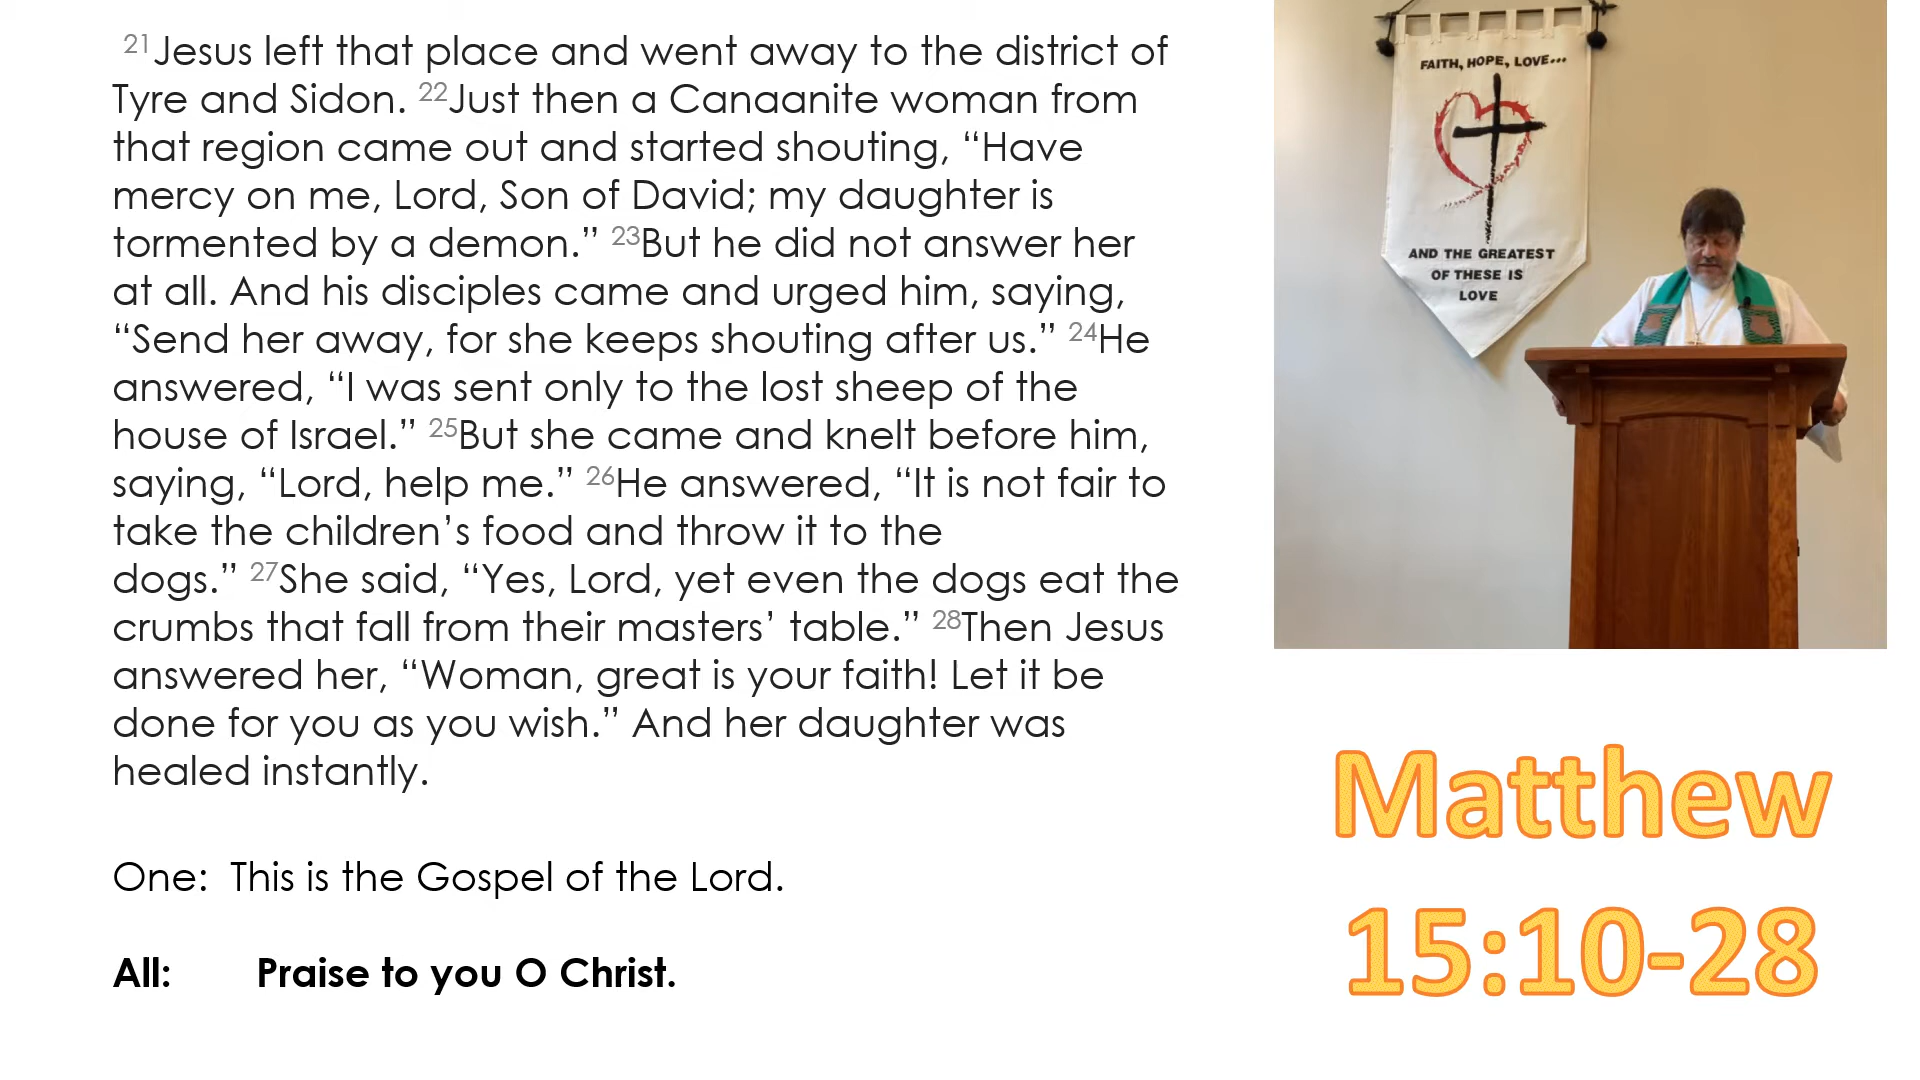 21Jesus left that place and went away to the district of
Tyre and Sidon. 22Just then a Canaanite woman from
that region came out and started shouting, “Have
mercy on me, Lord, Son of David; my daughter is
tormented by a demon.” 23But he did not answer her
at all. And his disciples came and urged him, saying,
“Send her away, for she keeps shouting after us.” 24He
answered, “I was sent only to the lost sheep of the
house of Israel.” 25But she came and knelt before him,
saying, “Lord, help me.” 26He answered, “It is not fair to
take the children’s food and throw it to the
dogs.” 27She said, “Yes, Lord, yet even the dogs eat the
crumbs that fall from their masters’ table.” 28Then Jesus
answered her, “Woman, great is your faith! Let it be
done for you as you wish.” And her daughter was
healed instantly.
One: This is the Gospel of the Lord.
All: Praise to you O Christ.
FAITH, HOPE, LOVE...
AND THE GREATEST
OF THESE IS
LOVE
Matthew
15:10-28